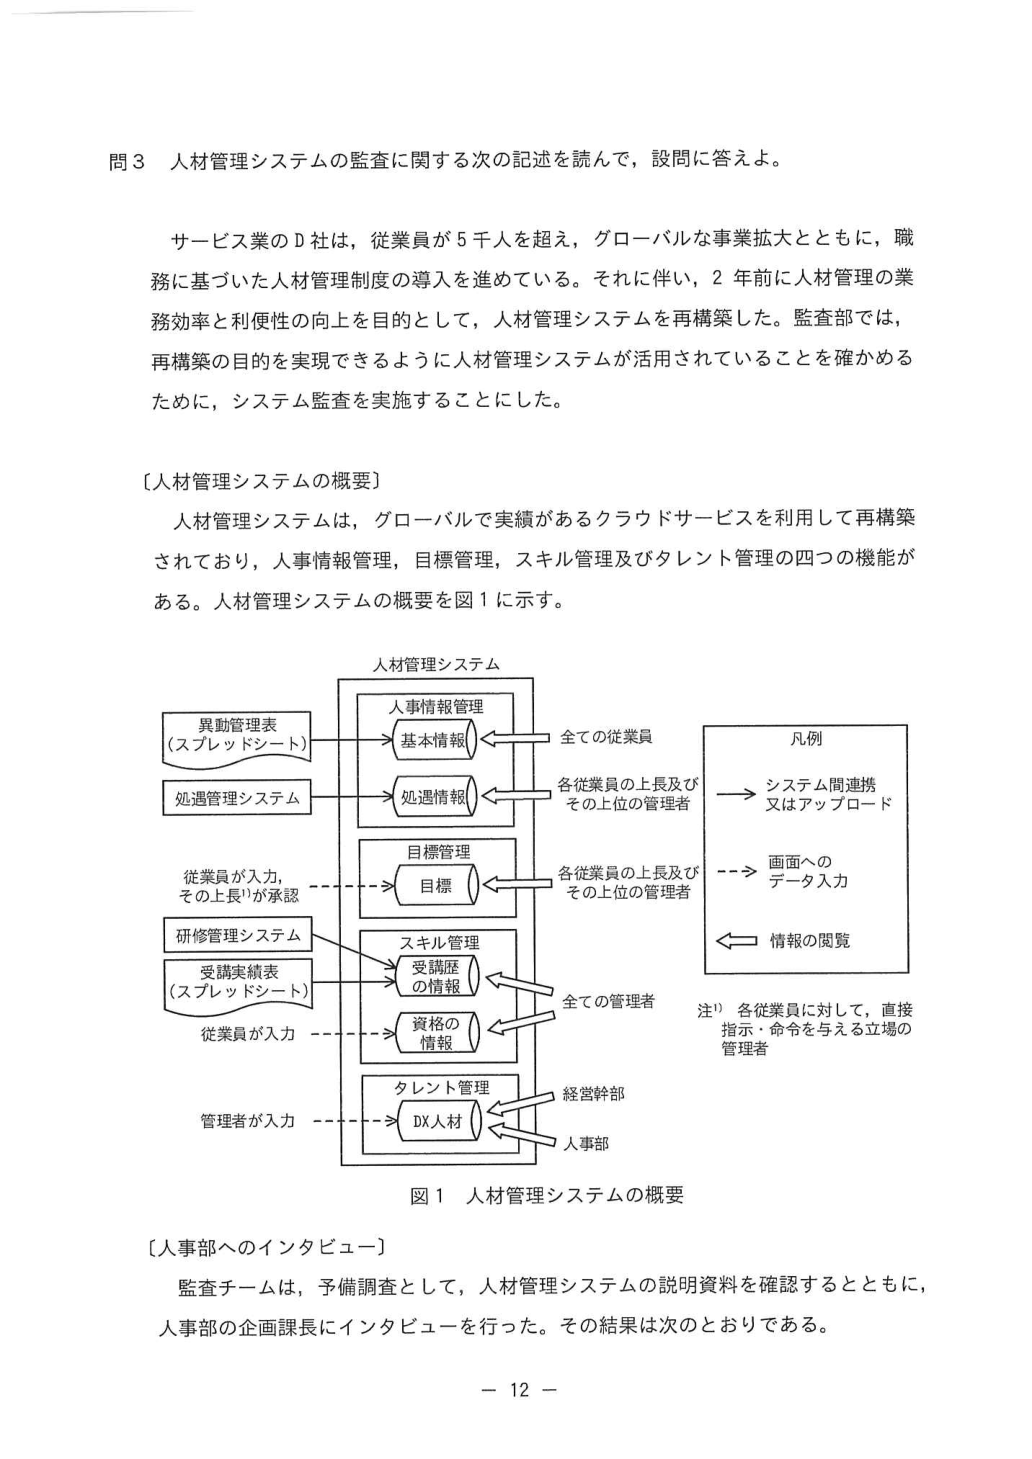 問3　人材管理システムの監査に関する次の記述を読んで，設問に答えよ。
サービス業のD社は，従業員が5千人を超え，グローバルな事業拡大とともに，職
務に基づいた人材管理制度の導入を進めている。それに伴い，2年前に人材管理の業
務効率と利便性の向上を目的として，人材管理システムを再構築した。監査部では，
再構築の目的を実現できるように人材管理システムが活用されていることを確かめる
ために，システム監査を実施することにした。
〔人材管理システムの概要〕
人材管理システムは，グローバルで実績があるクラウドサービスを利用して再構築
されており，人事情報管理，目標管理，スキル管理及びタレント管理の四つの機能が
ある。人材管理システムの概要を図1に示す。
人材管理システム
人事情報管理
異動管理表
(スプレッドシート)
基本情報
全ての従業員
処遇管理システム
処遇情報
各従業員の上長及び
その上位の管理者
目標管理
従業員が入力，
その上長1)が承認
目標
各従業員の上長及び
その上位の管理者
研修管理システム
スキル管理
受講実績表
(スプレッドシート)
受講歴
の情報
全ての管理者
従業員が入力
資格の
情報
タレント管理
管理者が入力
DX人材
経営幹部
人事部
凡例
システム間連携
又はアップロード
画面への
データ入力
情報の閲覧
注1)　各従業員に対して，直接
指示・命令を与える立場の
管理者
図1　人材管理システムの概要
〔人事部へのインタビュー〕
監査チームは，予備調査として，人材管理システムの説明資料を確認するとともに，
人事部の企画課長にインタビューを行った。その結果は次のとおりである。
－ 12 －